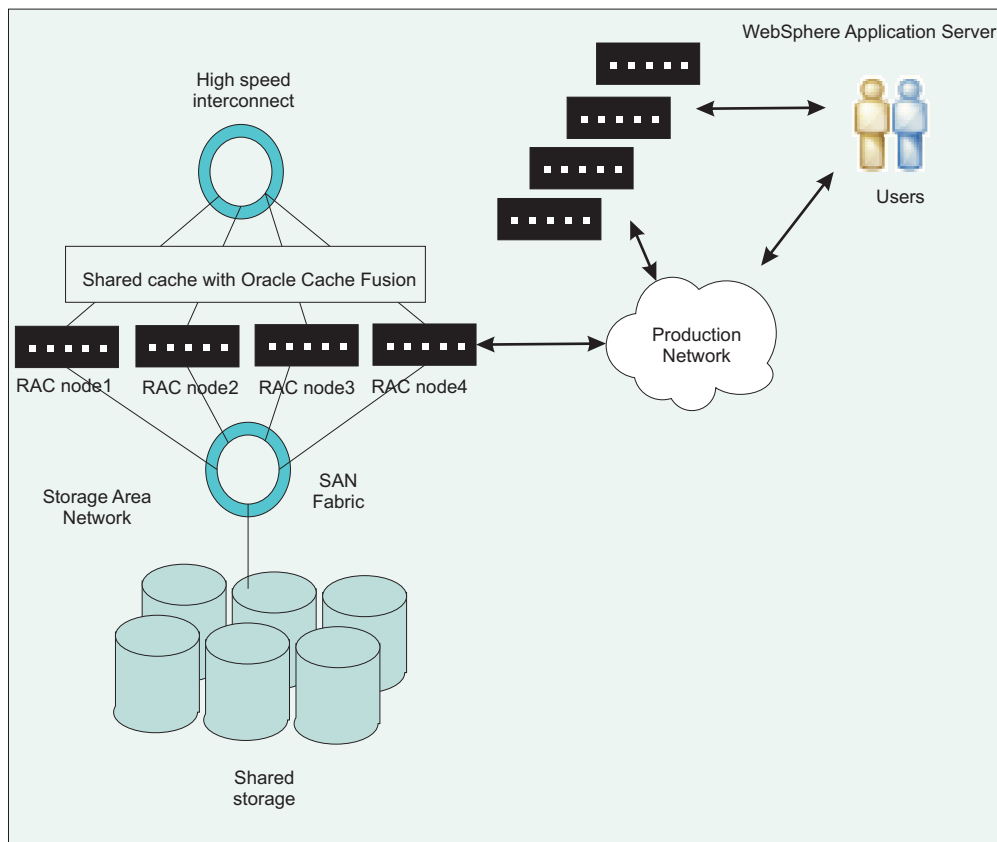 WebSphere Application Server
High speed
interconnect
Users
Shared cache with Oracle Cache Fusion
Production
Network
RAC node1
RAC node2
RAC node3
RAC node4
Storage Area
Network
SAN
Fabric
Shared
storage